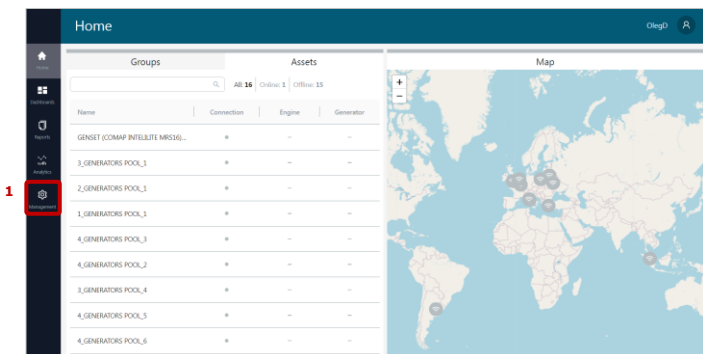 Home
OlegD
Home
Dashboards
Reports
Analytics
1
Management
Groups
Assets
All: 16 Online: 1 Offline: 15
Name Connection Engine Generator
GENSET (COMAP INTELILITE MRS16)...
3_GENERATORS POOL_1
2_GENERATORS POOL_1
1_GENERATORS POOL_1
4_GENERATORS POOL_3
4_GENERATORS POOL_2
3_GENERATORS POOL_4
4_GENERATORS POOL_5
4_GENERATORS POOL_6
Map
+
−